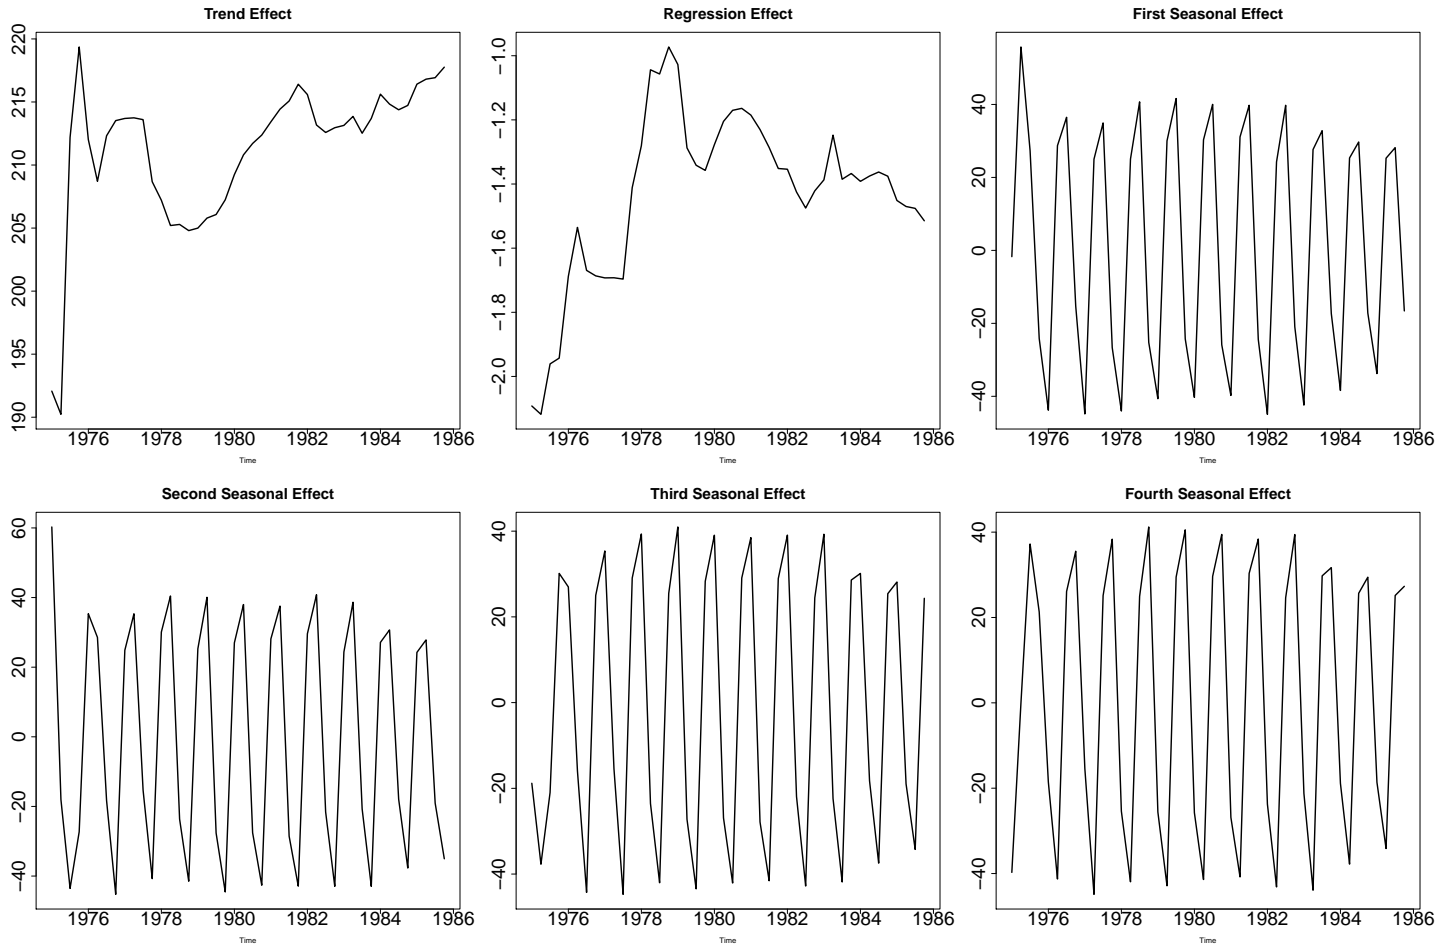 Trend Effect
220
215
210
205
200
195
190
1976 1978 1980 1982 1984 1986
Time
Regression Effect
−1.0
−1.2
−1.4
−1.6
−1.8
−2.0
1976 1978 1980 1982 1984 1986
Time
First Seasonal Effect
40
20
0
−20
−40
1976 1978 1980 1982 1984 1986
Time
Second Seasonal Effect
60
40
20
0
−20
−40
1976 1978 1980 1982 1984 1986
Time
Third Seasonal Effect
40
20
0
−20
−40
1976 1978 1980 1982 1984 1986
Time
Fourth Seasonal Effect
40
20
0
−20
−40
1976 1978 1980 1982 1984 1986
Time